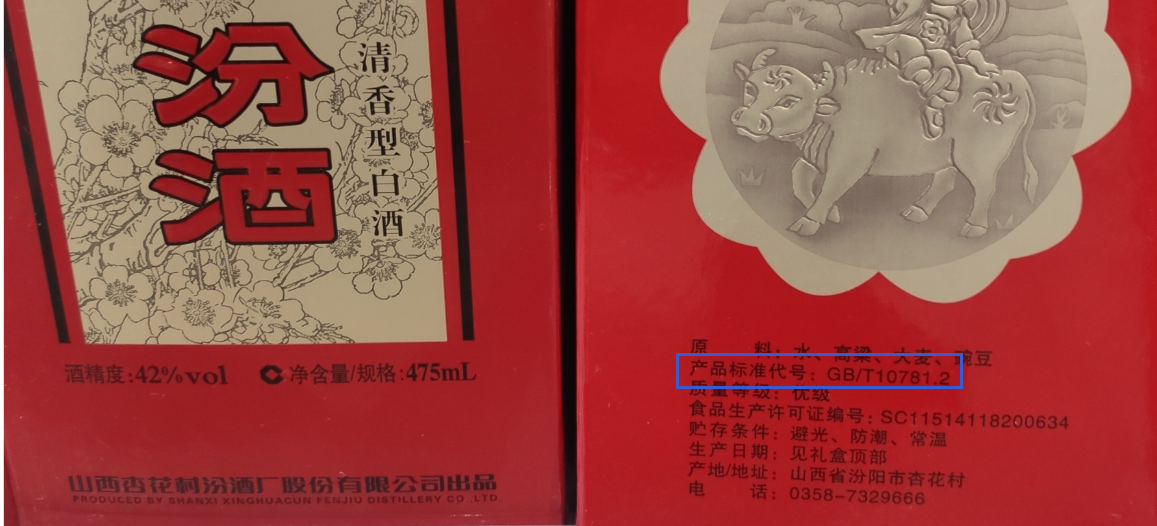 汾酒
清香型白酒
酒精度:42%vol
净含量/规格:475mL
山西杏花村汾酒厂股份有限公司出品
PRODUCED BY SHANXI XINGHUACUN FENJIU DISTILLERY CO.,LTD.
原 料: 水、高粱、大麦、豌豆
产品标准代号: GB/T10781.2
质量等级: 优级
食品生产许可证编号: SC11514118200634
贮存条件: 避光、防潮、常温
生产日期: 见礼盒顶部
产地/地址: 山西省汾阳市杏花村
电 话: 0358-7329666